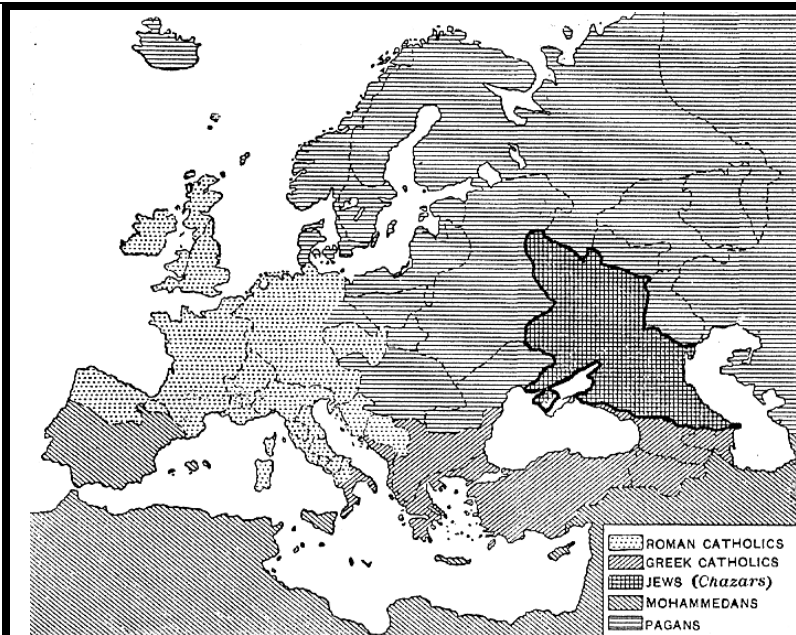 ROMAN CATHOLICS
GREEK CATHOLICS
JEWS (Chazars)
MOHAMMEDANS
PAGANS